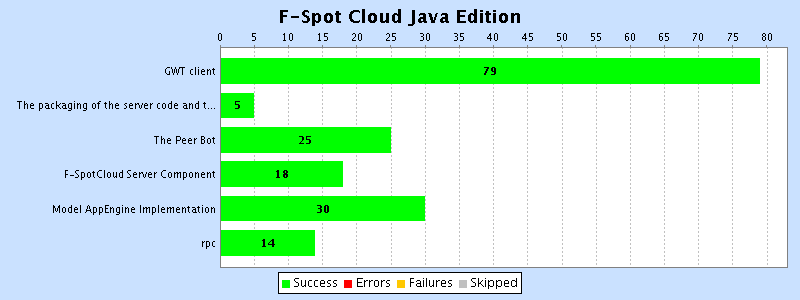 F-Spot Cloud Java Edition
0 5 10 15 20 25 30 35 40 45 50 55 60 65 70 75 80
GWT client 79
The packaging of the server code and t... 5
The Peer Bot 25
F-SpotCloud Server Component 18
Model AppEngine Implementation 30
rpc 14
Success Errors Failures Skipped